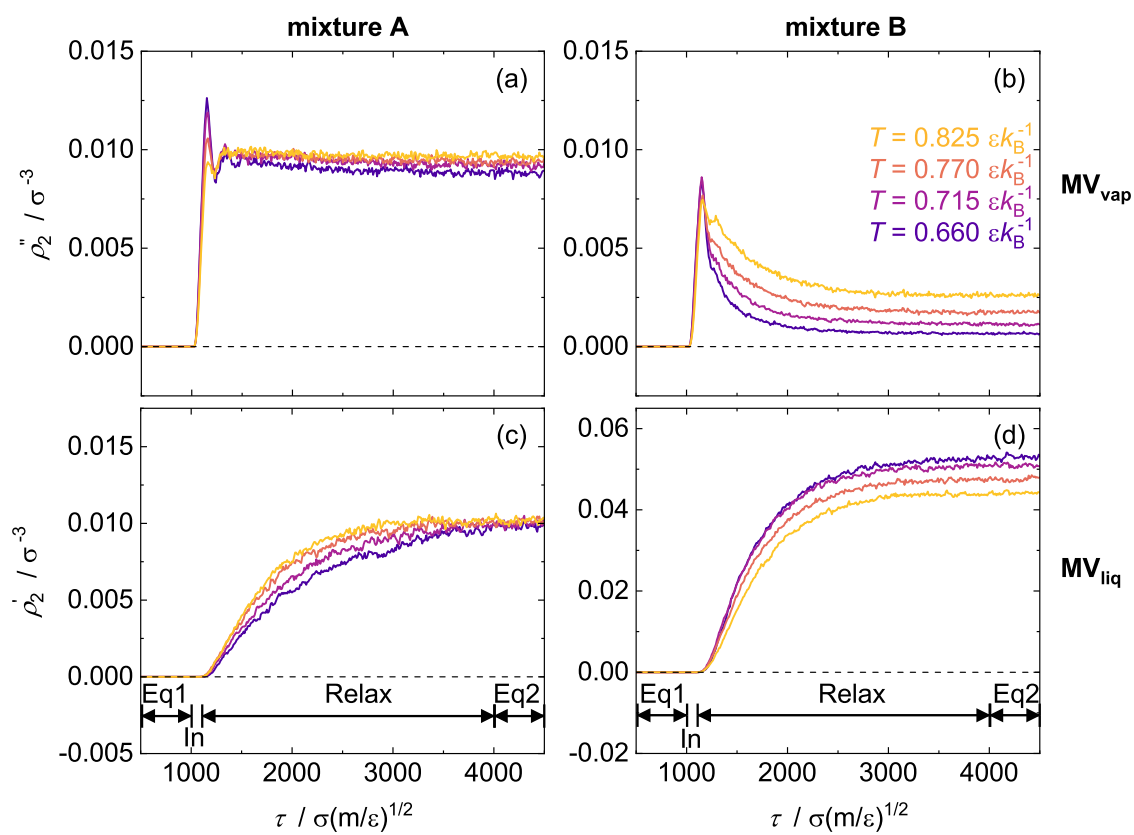 mixture A
mixture B
0.015
0.010
0.005
0.000
ρ₂'' / σ⁻³
(a)
0.015
0.010
0.005
0.000
(b)
T = 0.825 εk_B⁻¹
T = 0.770 εk_B⁻¹
T = 0.715 εk_B⁻¹
T = 0.660 εk_B⁻¹
MV_vap
0.015
0.010
0.005
0.000
-0.005
ρ₂' / σ⁻³
(c)
Eq1
In
Relax
Eq2
1000 2000 3000 4000
τ / σ(m/ε)^1/2
0.06
0.04
0.02
0.00
-0.02
(d)
Eq1
In
Relax
Eq2
1000 2000 3000 4000
τ / σ(m/ε)^1/2
MV_liq